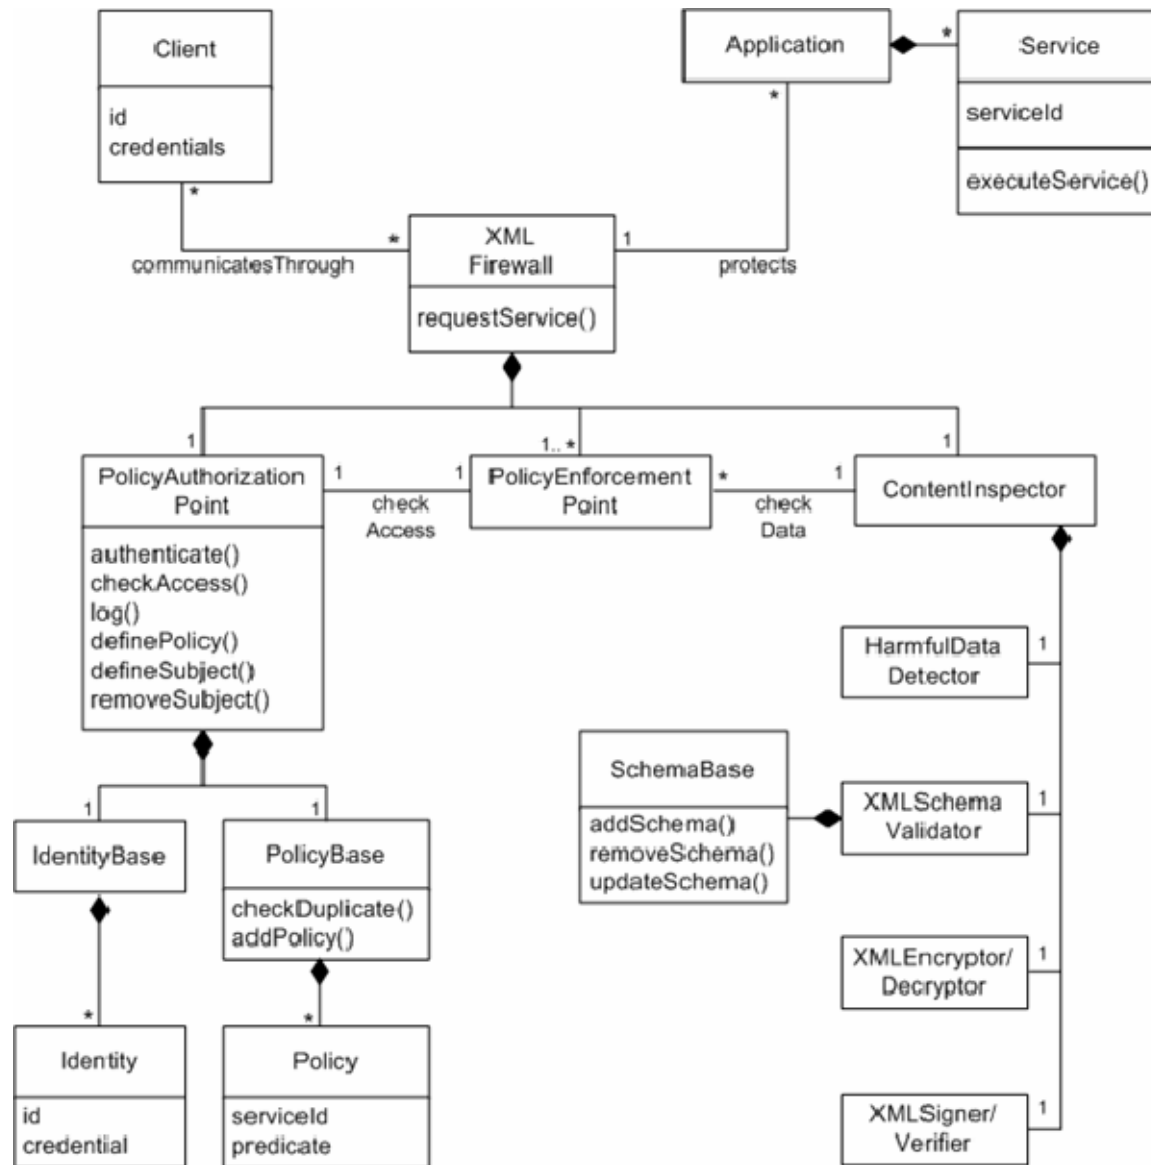 Client
id
credentials
*
Application
*
*
Service
serviceId
executeService()
*
communicatesThrough
XML
Firewall
requestService()
1
protects
1
1..*
1
PolicyAuthorization
Point
authenticate()
checkAccess()
log()
definePolicy()
defineSubject()
removeSubject()
1
1
check
Access
PolicyEnforcement
Point
*
1
check
Data
ContentInspector
HarmfulData
Detector
1
SchemaBase
addSchema()
removeSchema()
updateSchema()
XMLSchema
Validator
1
1
1
IdentityBase
PolicyBase
checkDuplicate()
addPolicy()
XMLEncryptor/
Decryptor
1
*
*
Identity
id
credential
Policy
serviceId
predicate
XMLSigner/
Verifier
1